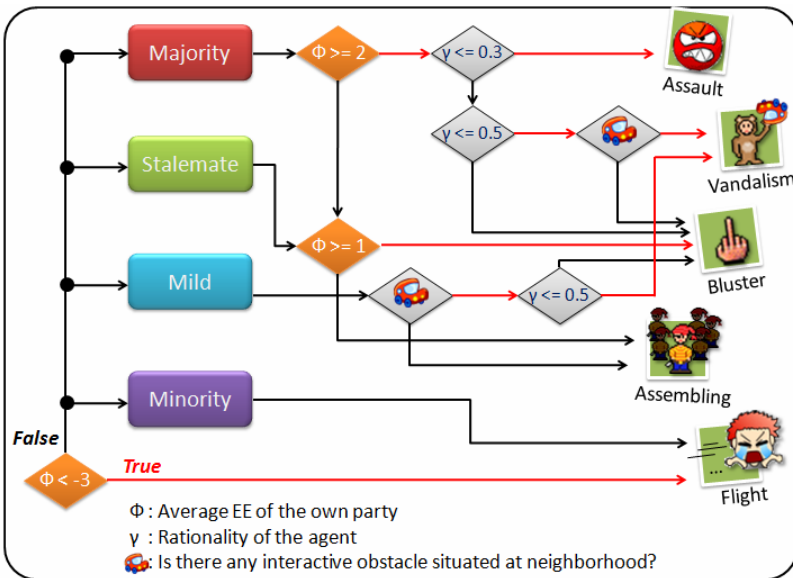 Majority
Φ >= 2
γ <= 0.3
Assault
Stalemate
γ <= 0.5
Vandalism
Φ >= 1
Bluster
Mild
γ <= 0.5
Assembling
Minority
False
True
Φ < -3
...
Flight
Φ : Average EE of the own party
γ : Rationality of the agent
: Is there any interactive obstacle situated at neighborhood?